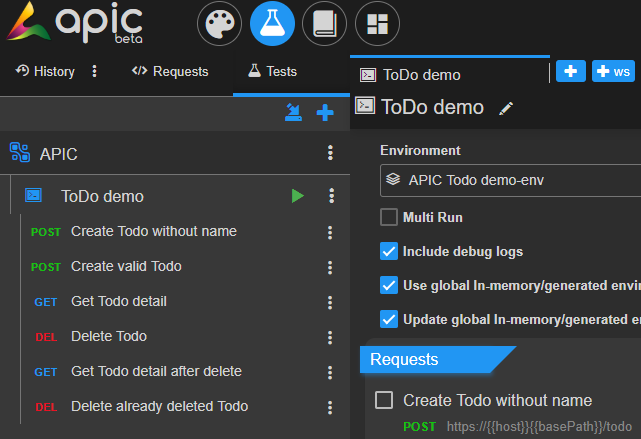 apic
beta
History
Requests
Tests
ToDo demo
ws
ToDo demo
APIC
ToDo demo
POST Create Todo without name
POST Create valid Todo
GET Get Todo detail
DEL Delete Todo
GET Get Todo detail after delete
DEL Delete already deleted Todo
Environment
APIC Todo demo-env
Multi Run
Include debug logs
Use global In-memory/generated envi
Update global In-memory/generated e
Requests
Create Todo without name
POST https://{{host}}{{basePath}}/todo